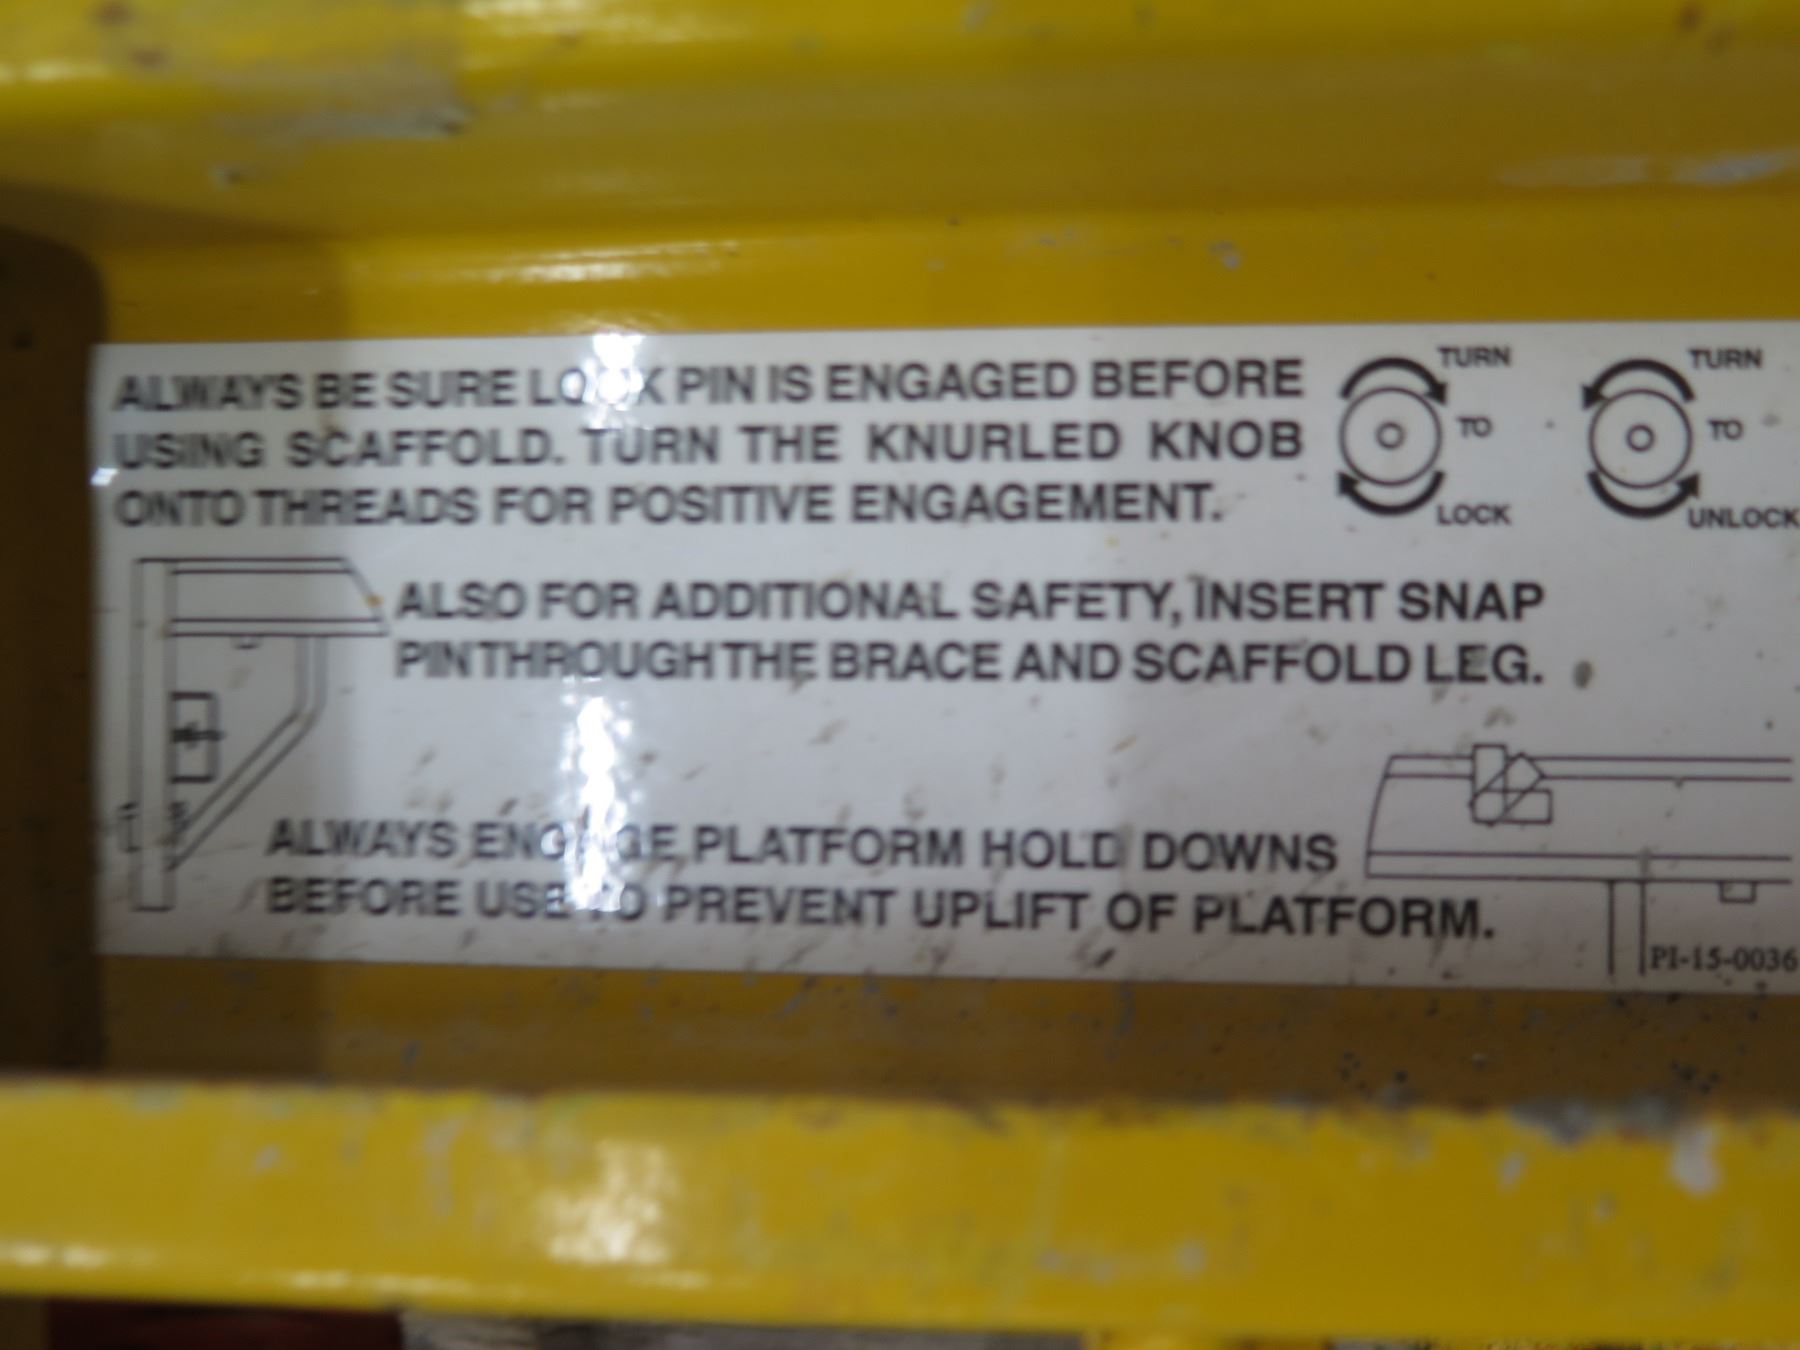 ALWAYS BE SURE LOCK PIN IS ENGAGED BEFORE
USING SCAFFOLD. TURN THE KNURLED KNOB
ONTO THREADS FOR POSITIVE ENGAGEMENT.
TURN
TO
LOCK
TURN
TO
UNLOCK
ALSO FOR ADDITIONAL SAFETY, INSERT SNAP
PIN THROUGH THE BRACE AND SCAFFOLD LEG.
ALWAYS ENGAGE PLATFORM HOLD DOWNS
BEFORE USE TO PREVENT UPLIFT OF PLATFORM.
PI-15-0036